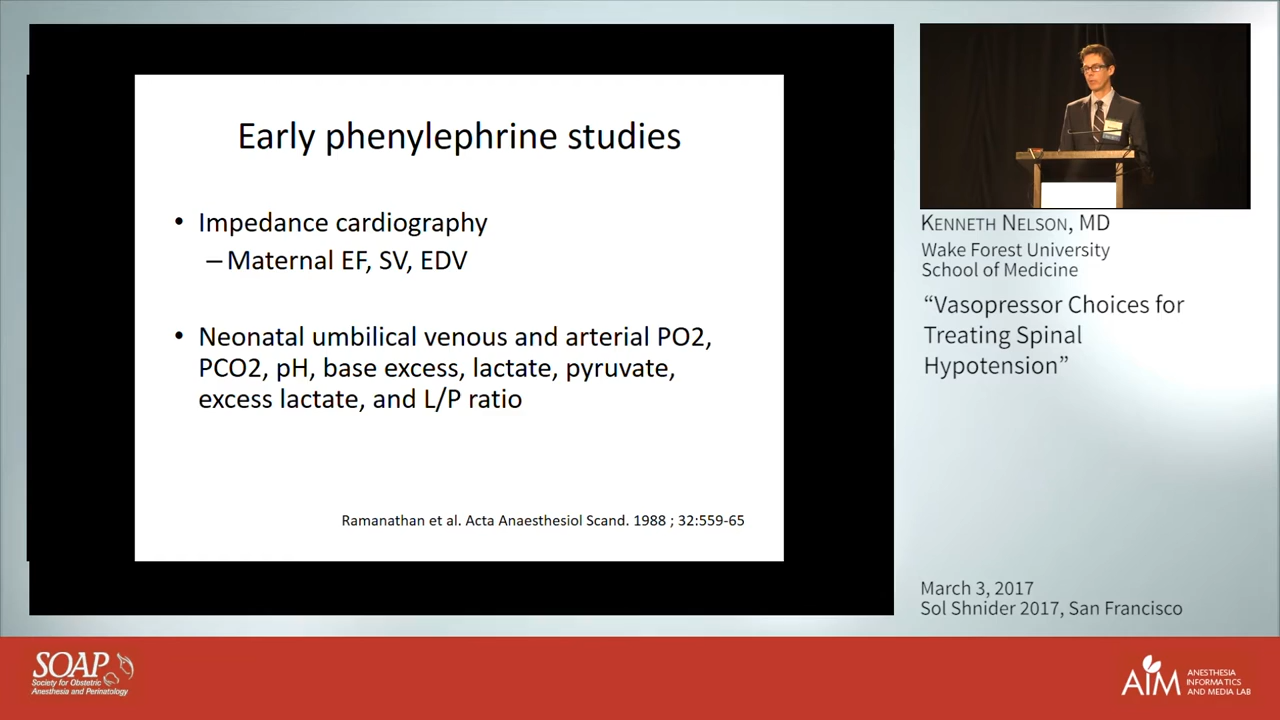 Early phenylephrine studies
• Impedance cardiography
– Maternal EF, SV, EDV
• Neonatal umbilical venous and arterial PO2,
PCO2, pH, base excess, lactate, pyruvate,
excess lactate, and L/P ratio
Ramanathan et al. Acta Anaesthesiol Scand. 1988 ; 32:559-65
KENNETH NELSON, MD
Wake Forest University
School of Medicine
“Vasopressor Choices for
Treating Spinal
Hypotension”
March 3, 2017
Sol Shnider 2017, San Francisco
SOAP
Society for Obstetric
Anesthesia and Perinatology
AIM
ANESTHESIA
INFORMATICS
AND MEDIA LAB